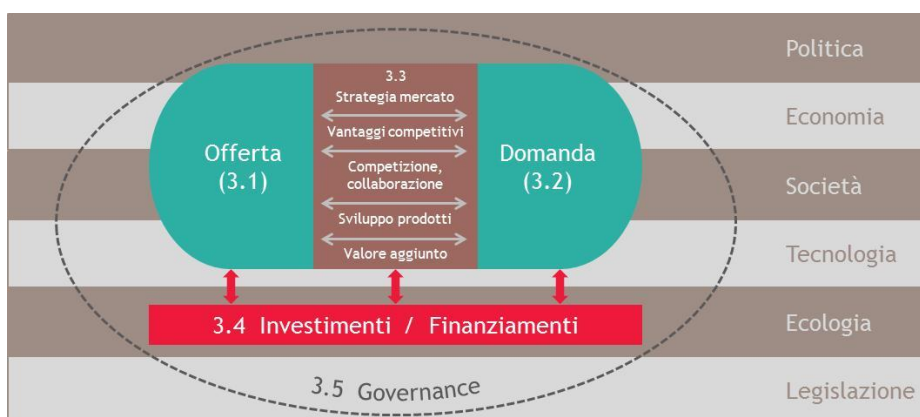 Politica
Economia
Società
Tecnologia
Ecologia
Legislazione
Offerta
(3.1)
3.3
Strategia mercato
Vantaggi competitivi
Competizione,
collaborazione
Sviluppo prodotti
Valore aggiunto
Domanda
(3.2)
3.4 Investimenti / Finanziamenti
3.5 Governance